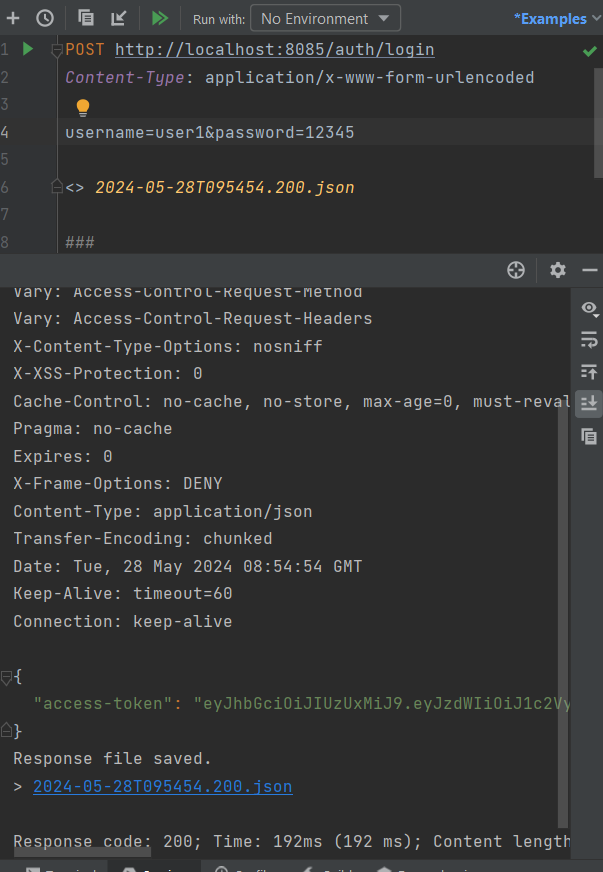 Run with: No Environment *Examples
1 POST http://localhost:8085/auth/login
2 Content-Type: application/x-www-form-urlencoded
3
4 username=user1&password=12345
5
6 <> 2024-05-28T095454.200.json
7
8 ###
Vary: Access-Control-Request-Method
Vary: Access-Control-Request-Headers
X-Content-Type-Options: nosniff
X-XSS-Protection: 0
Cache-Control: no-cache, no-store, max-age=0, must-reval
Pragma: no-cache
Expires: 0
X-Frame-Options: DENY
Content-Type: application/json
Transfer-Encoding: chunked
Date: Tue, 28 May 2024 08:54:54 GMT
Keep-Alive: timeout=60
Connection: keep-alive
{
"access-token": "eyJhbGciOiJIUzUxMiJ9.eyJzdWIiOiJ1c2Vy
}
Response file saved.
> 2024-05-28T095454.200.json
Response code: 200; Time: 192ms (192 ms); Content length